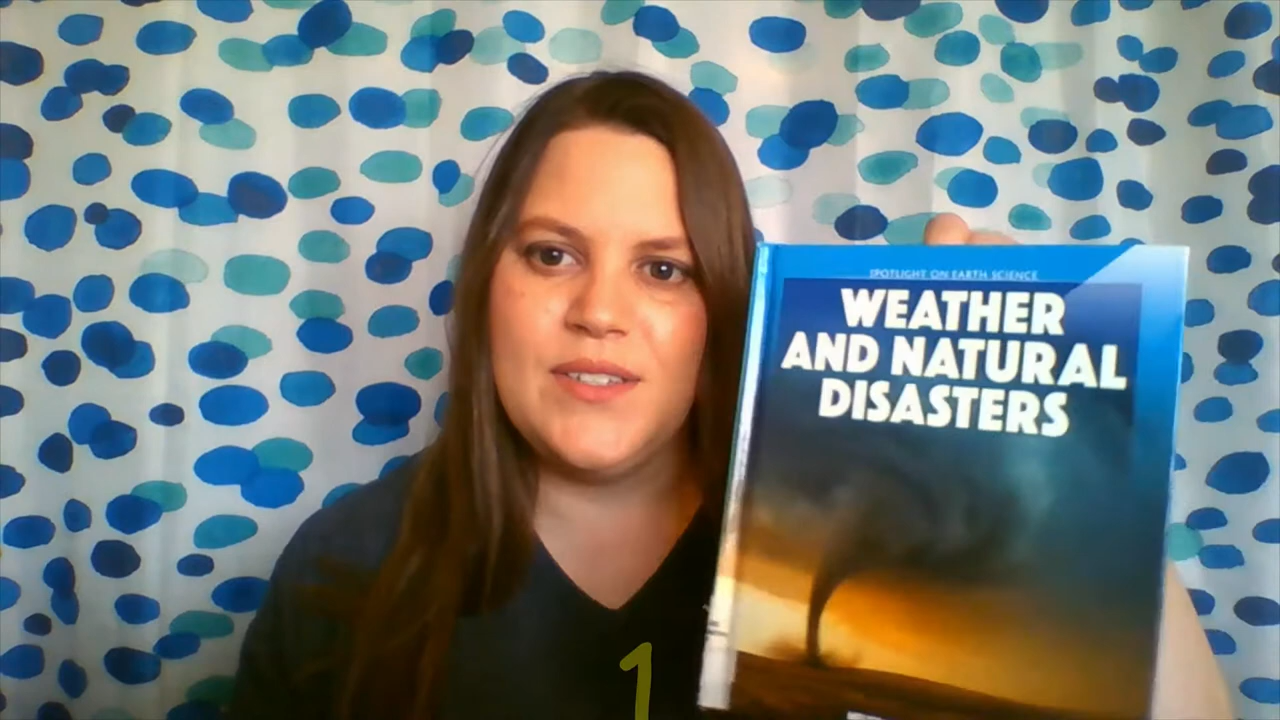 SPOTLIGHT ON EARTH SCIENCE
WEATHER
AND NATURAL
DISASTERS
1